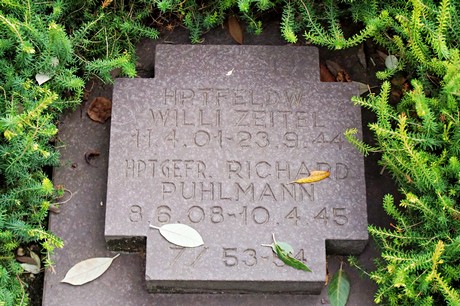 HPTFELDW.
WILLI ZEITEL
11.4.01-23.9.44
HPTGEFR. RICHARD
PUHLMANN
8.6.08-10.4.45
53-54